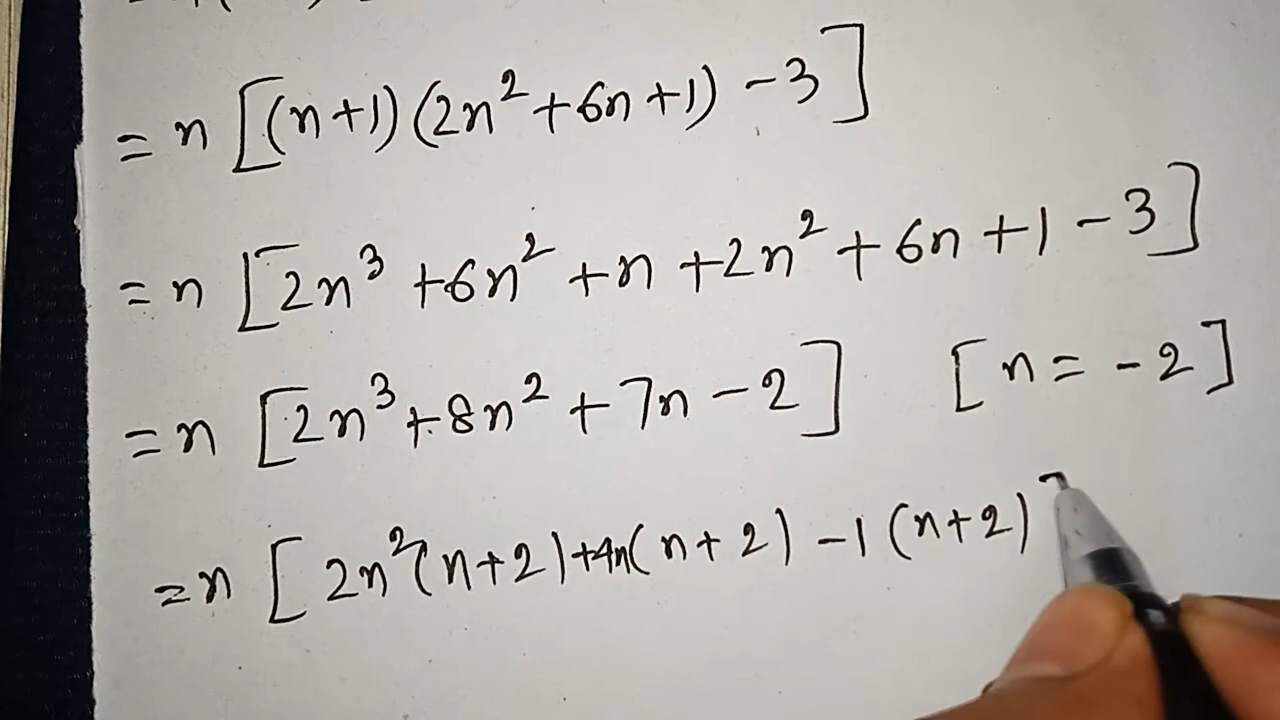 = n [(n+1) (2n² + 6n + 1) - 3]
= n [2n³ + 6n² + n + 2n² + 6n + 1 - 3]
= n [2n³ + 8n² + 7n - 2] [n = -2]
= n [2n²(n+2) + 4n(n+2) - 1 (n+2)